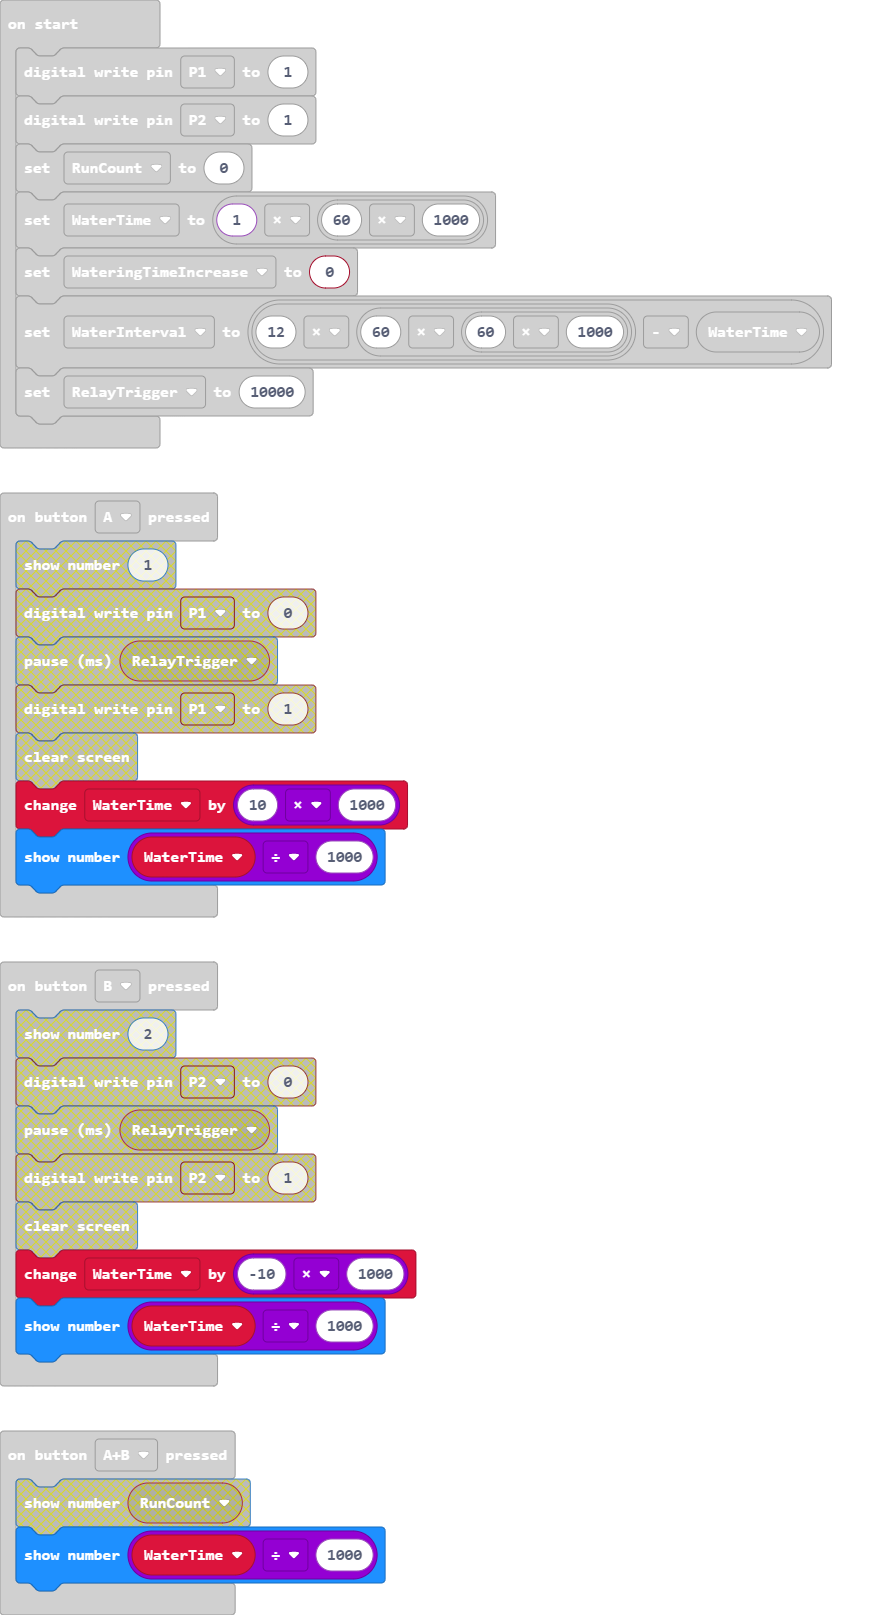 on start
digital write pin P1 to 1
digital write pin P2 to 1
set RunCount to 0
set WaterTime to 1 × 60 × 1000
set WateringTimeIncrease to 0
set WaterInterval to 12 × 60 × 60 × 1000 - WaterTime
set RelayTrigger to 10000
on button A pressed
show number 1
digital write pin P1 to 0
pause (ms) RelayTrigger
digital write pin P1 to 1
clear screen
change WaterTime by 10 × 1000
show number WaterTime ÷ 1000
on button B pressed
show number 2
digital write pin P2 to 0
pause (ms) RelayTrigger
digital write pin P2 to 1
clear screen
change WaterTime by -10 × 1000
show number WaterTime ÷ 1000
on button A+B pressed
show number RunCount
show number WaterTime ÷ 1000